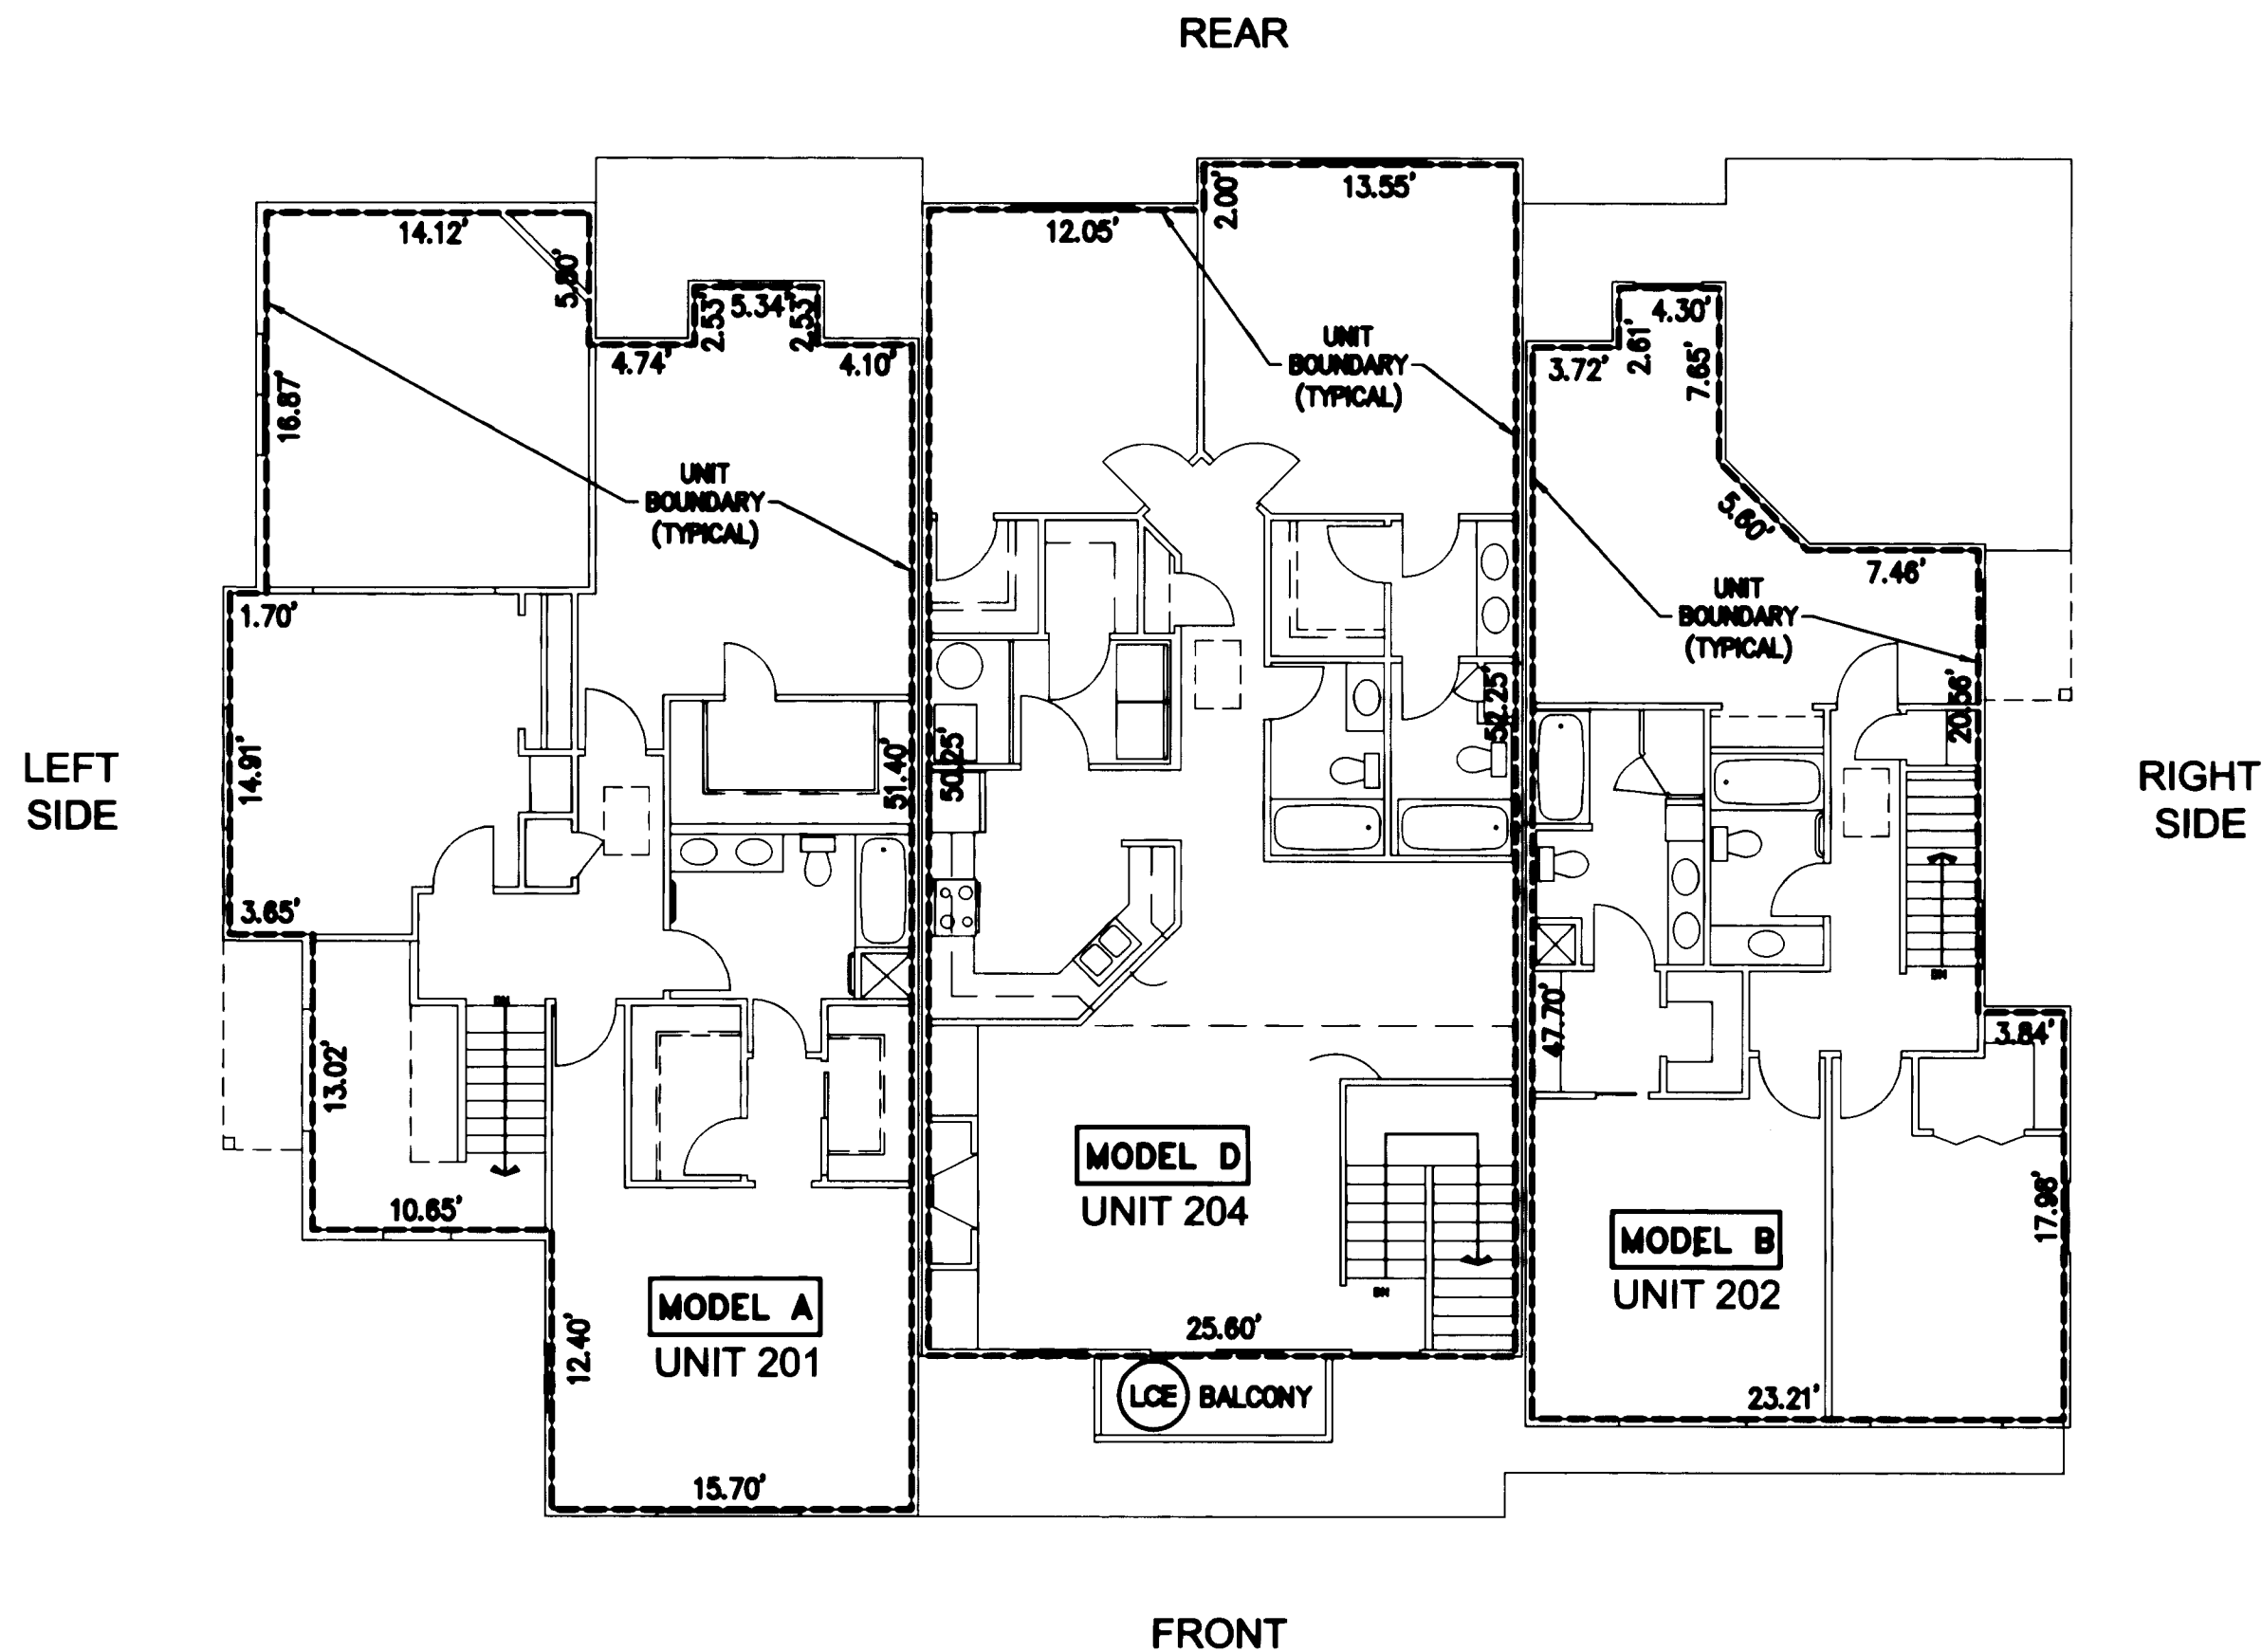 REAR
14.12'
5.80'
4.74'
2.53'
5.34'
2.53'
4.10'
16.87'
UNIT
BOUNDARY
(TYPICAL)
1.70'
14.91'
3.65'
13.02'
10.65'
12.40'
15.70'
51.40'
DN
MODEL A
UNIT 201
12.05'
2.00'
13.55'
UNIT
BOUNDARY
(TYPICAL)
50.25'
52.25'
MODEL D
UNIT 204
DN
25.60'
LCE BALCONY
3.72'
2.61'
4.30'
7.65'
5.60'
7.46'
UNIT
BOUNDARY
(TYPICAL)
20.56'
DN
47.70'
3.84'
17.98'
MODEL B
UNIT 202
23.21'
LEFT
SIDE
RIGHT
SIDE
FRONT